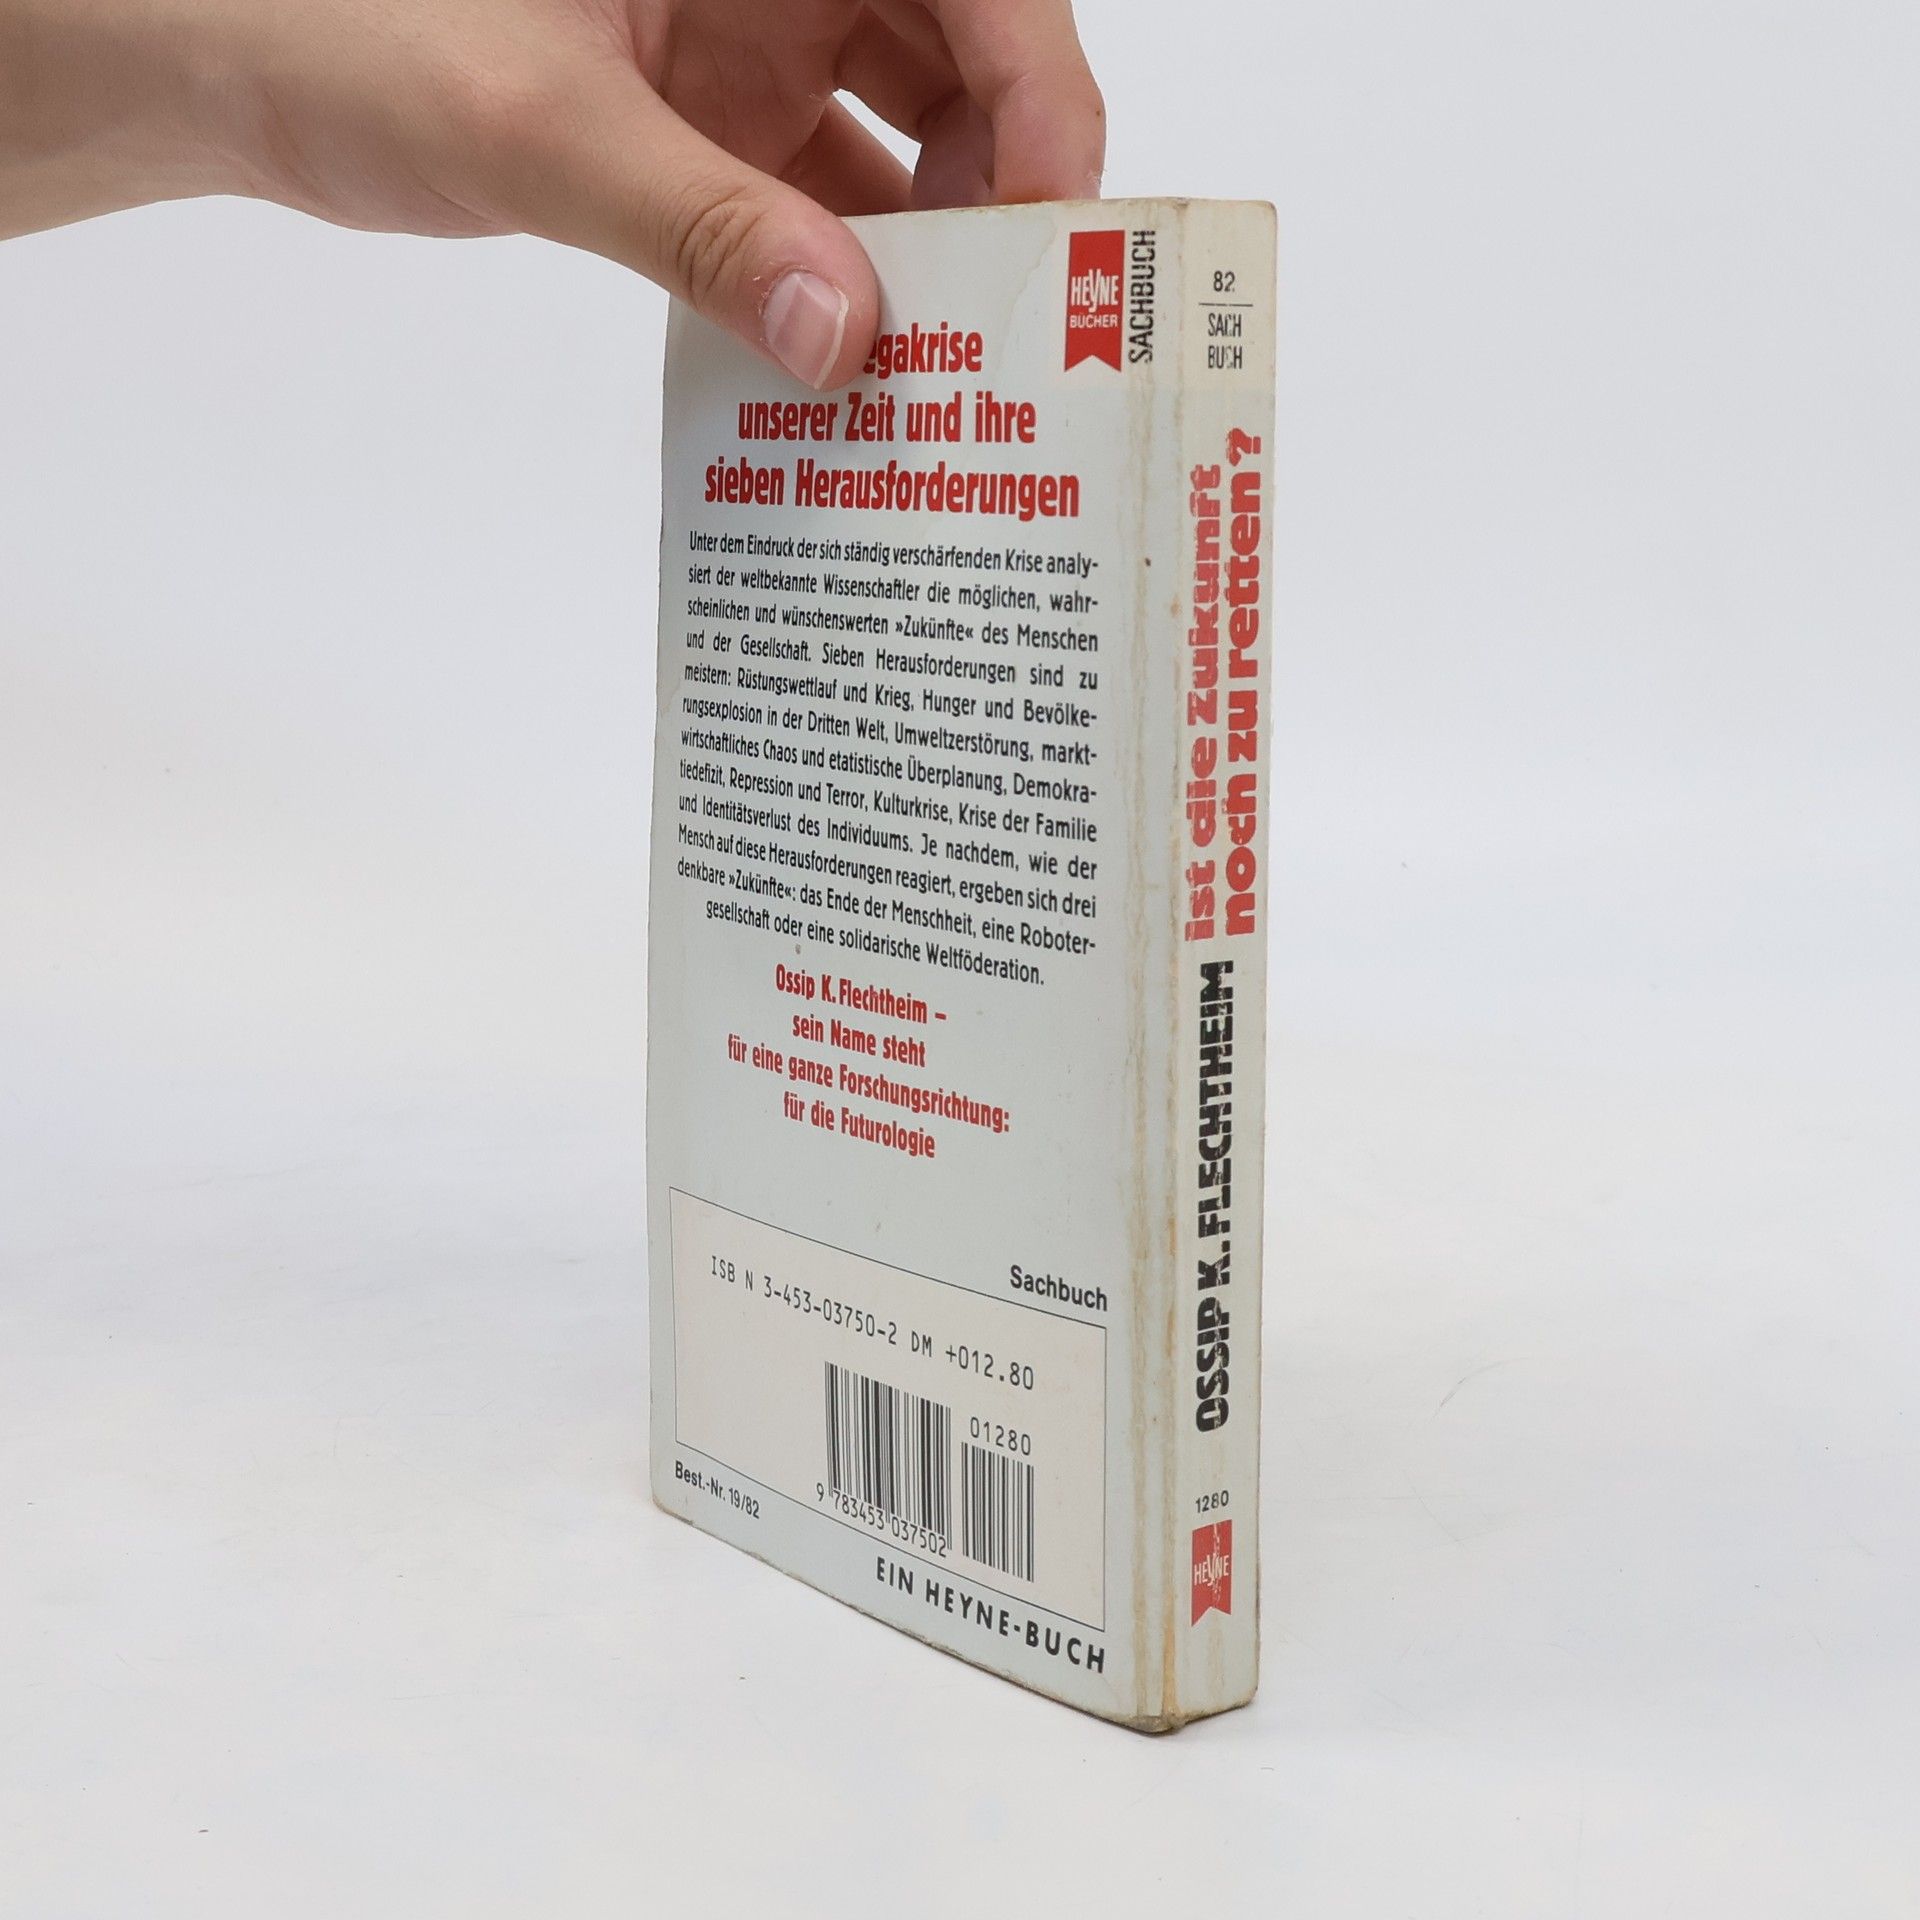 egakrise
unserer Zeit und ihre
sieben Herausforderungen
Unter dem Eindruck der sich ständig verschärfenden Krise analy-
siert der weltbekannte Wissenschaftler die möglichen, wahr-
scheinlichen und wünschenswerten »Zukünfte« des Menschen
und der Gesellschaft. Sieben Herausforderungen sind zu
meistern: Rüstungswettlauf und Krieg, Hunger und Bevölke-
rungsexplosion in der Dritten Welt, Umweltzerstörung, markt-
wirtschaftliches Chaos und etatistische Überplanung, Demokra-
tiedefizit, Repression und Terror, Kulturkrise, Krise der Familie
und Identitätsverlust des Individuums. Je nachdem, wie der
Mensch auf diese Herausforderungen reagiert, ergeben sich drei
denkbare »Zukünfte«: das Ende der Menschheit, eine Roboter-
gesellschaft oder eine solidarische Weltföderation.
Ossip K. Flechtheim –
sein Name steht
für eine ganze Forschungsrichtung:
für die Futurologie
Sachbuch
ISB N 3-453-03750-2 DM +012.80
01280
9 783453 037502
Best.-Nr. 19/82
EIN HEYNE-BUCH
HEYNE
BÜCHER
SACHBUCH
82
SACH
BUCH
ist die Zukunft
noch zu retten?
OSSIP K. FLECHTHEIM
1280
HEYNE